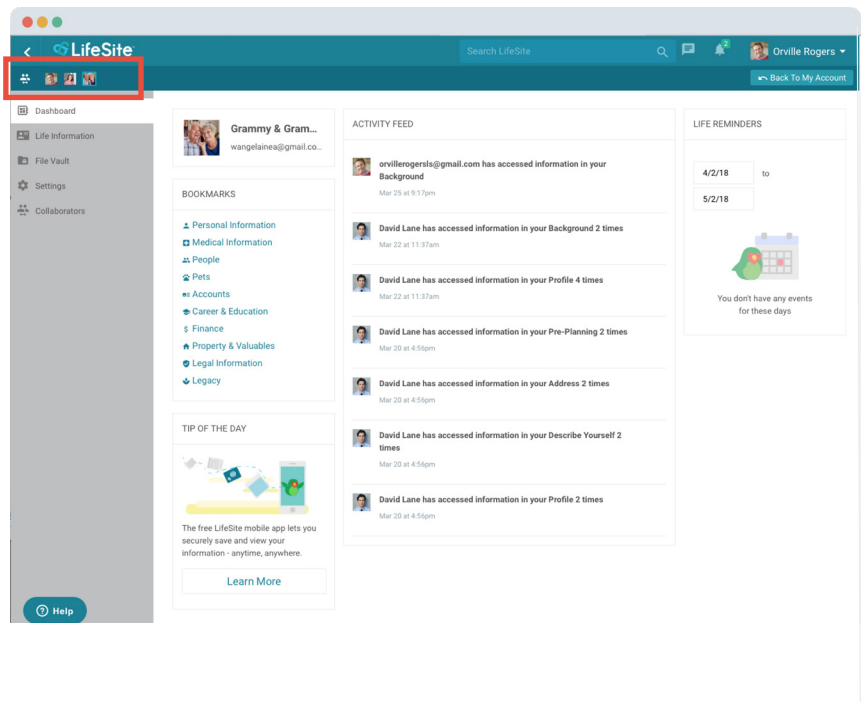 LifeSite
Search LifeSite
2
Orville Rogers
Back To My Account
Dashboard
Life Information
File Vault
Settings
Collaborators
Grammy & Gram...
wangelainea@gmail.co...
BOOKMARKS
Personal Information
Medical Information
People
Pets
Accounts
Career & Education
$ Finance
Property & Valuables
Legal Information
Legacy
TIP OF THE DAY
The free LifeSite mobile app lets you
securely save and view your
information - anytime, anywhere.
Learn More
ACTIVITY FEED
orvillerogersls@gmail.com has accessed information in your
Background
Mar 25 at 9:17pm
David Lane has accessed information in your Background 2 times
Mar 22 at 11:37am
David Lane has accessed information in your Profile 4 times
Mar 22 at 11:37am
David Lane has accessed information in your Pre-Planning 2 times
Mar 20 at 4:56pm
David Lane has accessed information in your Address 2 times
Mar 20 at 4:56pm
David Lane has accessed information in your Describe Yourself 2
times
Mar 20 at 4:56pm
David Lane has accessed information in your Profile 2 times
Mar 20 at 4:56pm
LIFE REMINDERS
4/2/18 to
5/2/18
You don't have any events
for these days
? Help